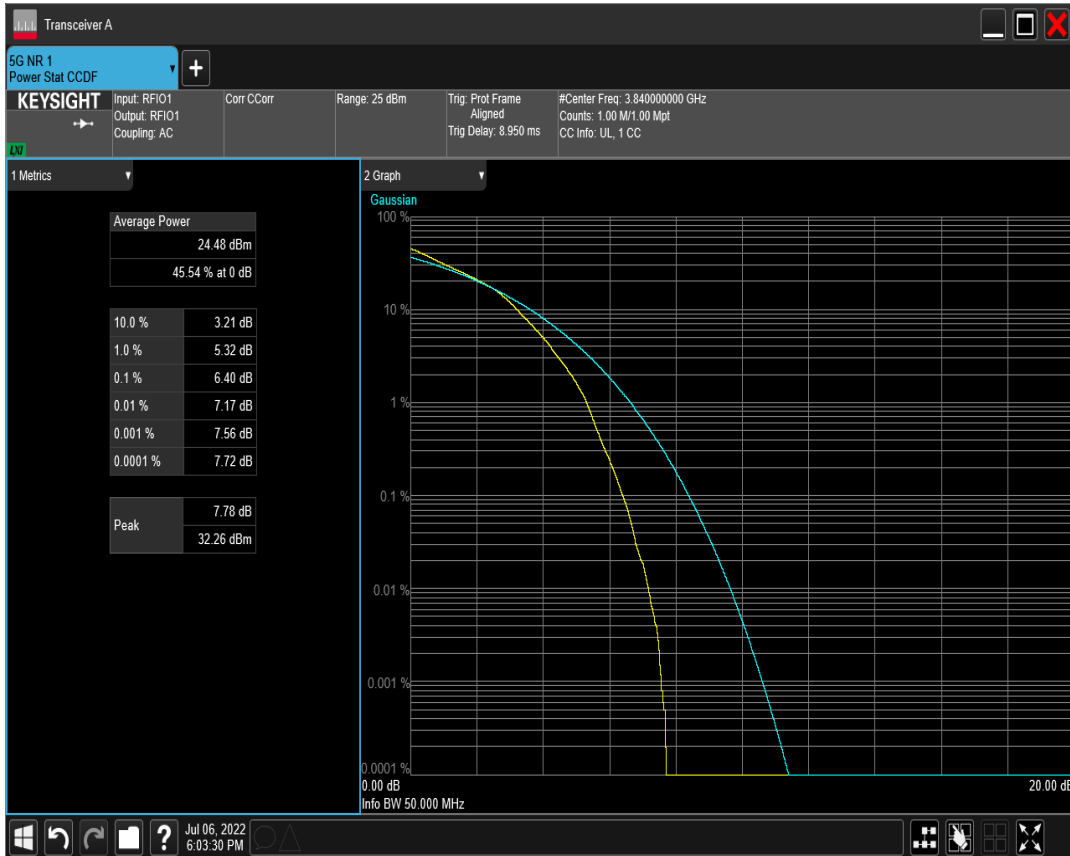 Transceiver A
5G NR 1
Power Stat CCDF
KEYSIGHT
LXI
Input: RFIO1
Output: RFIO1
Coupling: AC
Corr CCorr
Range: 25 dBm
Trig: Prot Frame
Aligned
Trig Delay: 8.950 ms
#Center Freq: 3.840000000 GHz
Counts: 1.00 M/1.00 Mpt
CC Info: UL, 1 CC
1 Metrics
Average Power
24.48 dBm
45.54 % at 0 dB
10.0 % 3.21 dB
1.0 % 5.32 dB
0.1 % 6.40 dB
0.01 % 7.17 dB
0.001 % 7.56 dB
0.0001 % 7.72 dB
Peak 7.78 dB
32.26 dBm
2 Graph
Gaussian
100 %
10 %
1 %
0.1 %
0.01 %
0.001 %
0.0001 %
0.00 dB 20.00 dB
Info BW 50.000 MHz
? Jul 06, 2022
6:03:30 PM